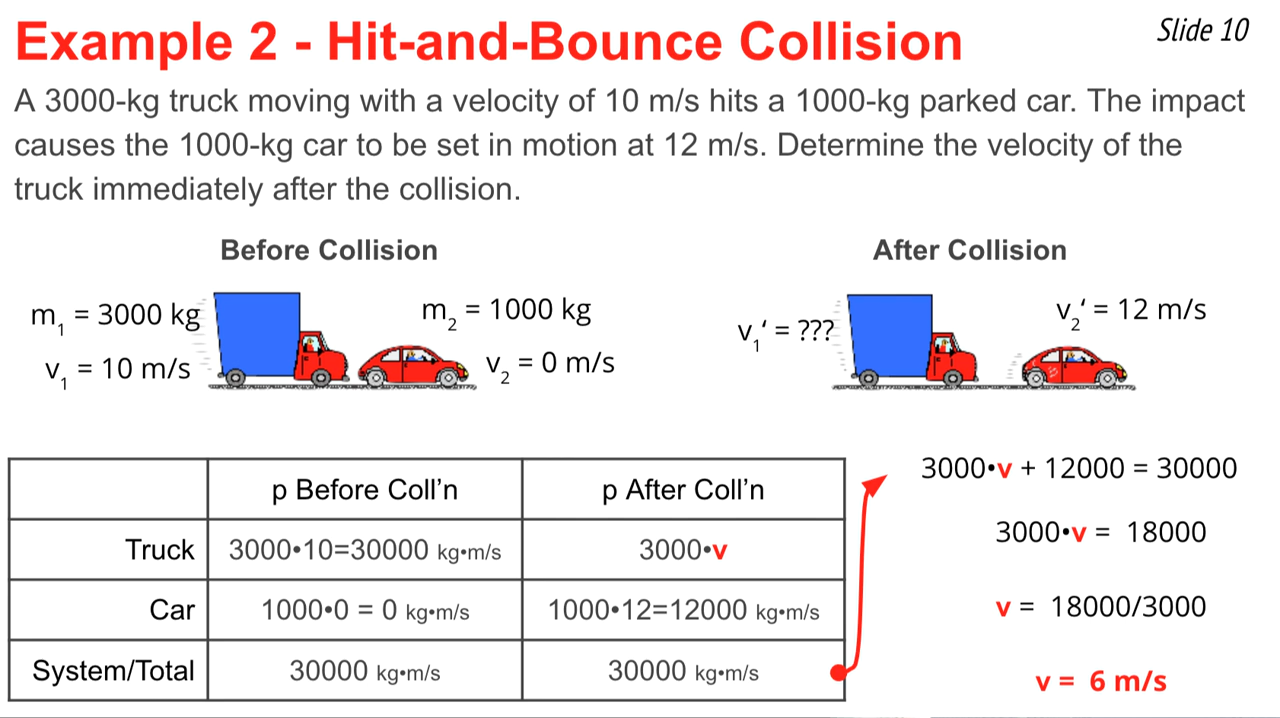 Example 2 - Hit-and-Bounce Collision
Slide 10
A 3000-kg truck moving with a velocity of 10 m/s hits a 1000-kg parked car. The impact
causes the 1000-kg car to be set in motion at 12 m/s. Determine the velocity of the
truck immediately after the collision.
Before Collision
m₁ = 3000 kg
v₁ = 10 m/s
m₂ = 1000 kg
v₂ = 0 m/s
After Collision
v₁‘ = ???
v₂‘ = 12 m/s
p Before Coll’n p After Coll’n
Truck 3000•10=30000 kg•m/s 3000•v
Car 1000•0 = 0 kg•m/s 1000•12=12000 kg•m/s
System/Total 30000 kg•m/s 30000 kg•m/s
3000•v + 12000 = 30000
3000•v = 18000
v = 18000/3000
v = 6 m/s